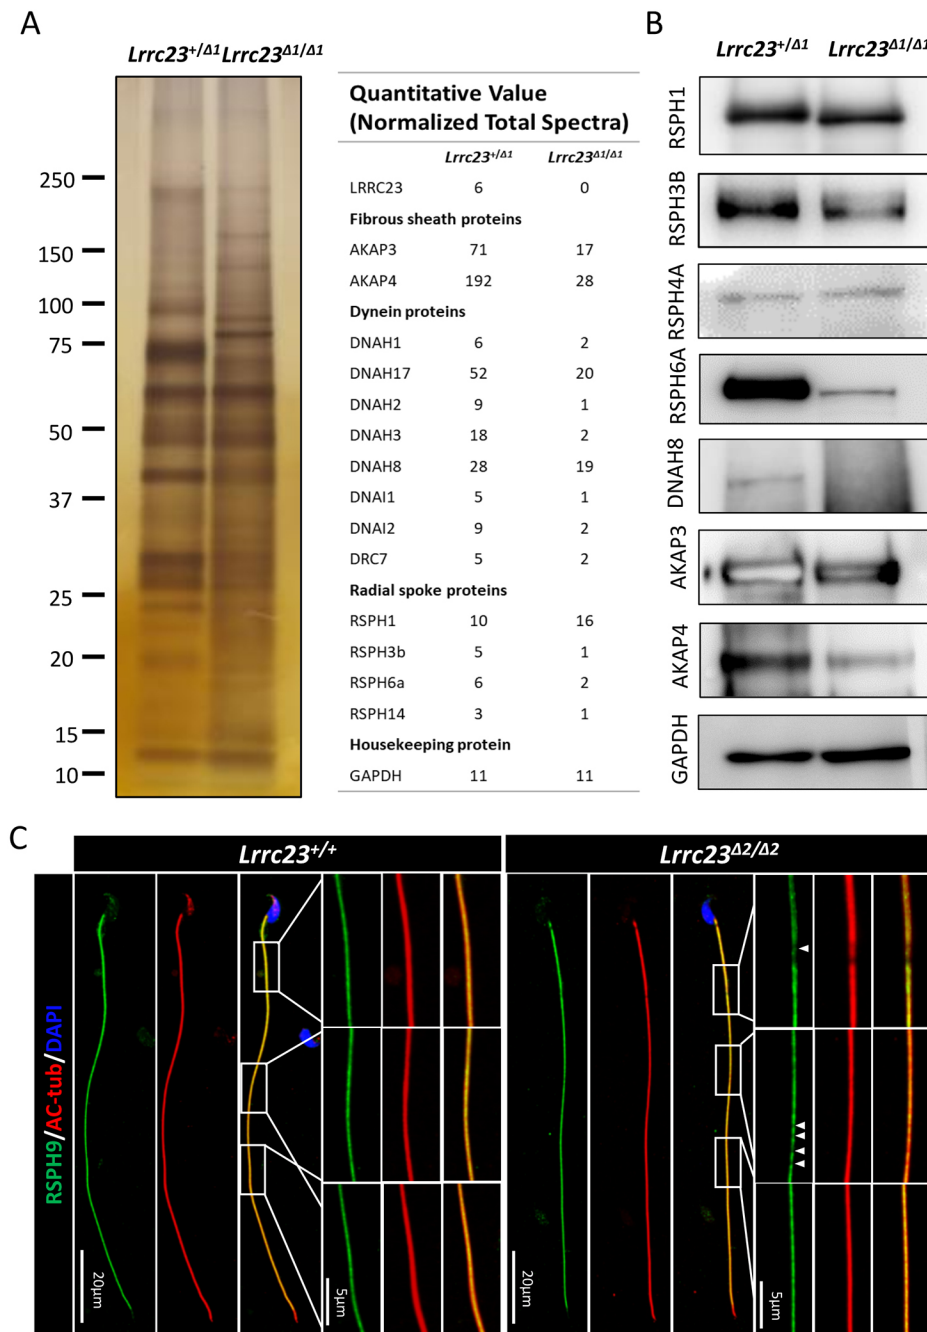 A
Lrrc23+/Δ1 Lrrc23Δ1/Δ1
250
150
100
75
50
37
25
20
15
10
Quantitative Value
(Normalized Total Spectra)
Lrrc23+/Δ1 Lrrc23Δ1/Δ1
LRRC23 6 0
Fibrous sheath proteins
AKAP3 71 17
AKAP4 192 28
Dynein proteins
DNAH1 6 2
DNAH17 52 20
DNAH2 9 1
DNAH3 18 2
DNAH8 28 19
DNAI1 5 1
DNAI2 9 2
DRC7 5 2
Radial spoke proteins
RSPH1 10 16
RSPH3b 5 1
RSPH6a 6 2
RSPH14 3 1
Housekeeping protein
GAPDH 11 11
B
Lrrc23+/Δ1 Lrrc23Δ1/Δ1
RSPH1
RSPH3B
RSPH4A
RSPH6A
DNAH8
AKAP3
AKAP4
GAPDH
C
Lrrc23+/+ Lrrc23Δ2/Δ2
RSPH9/AC-tub/DAPI
20μm
5μm
20μm
5μm